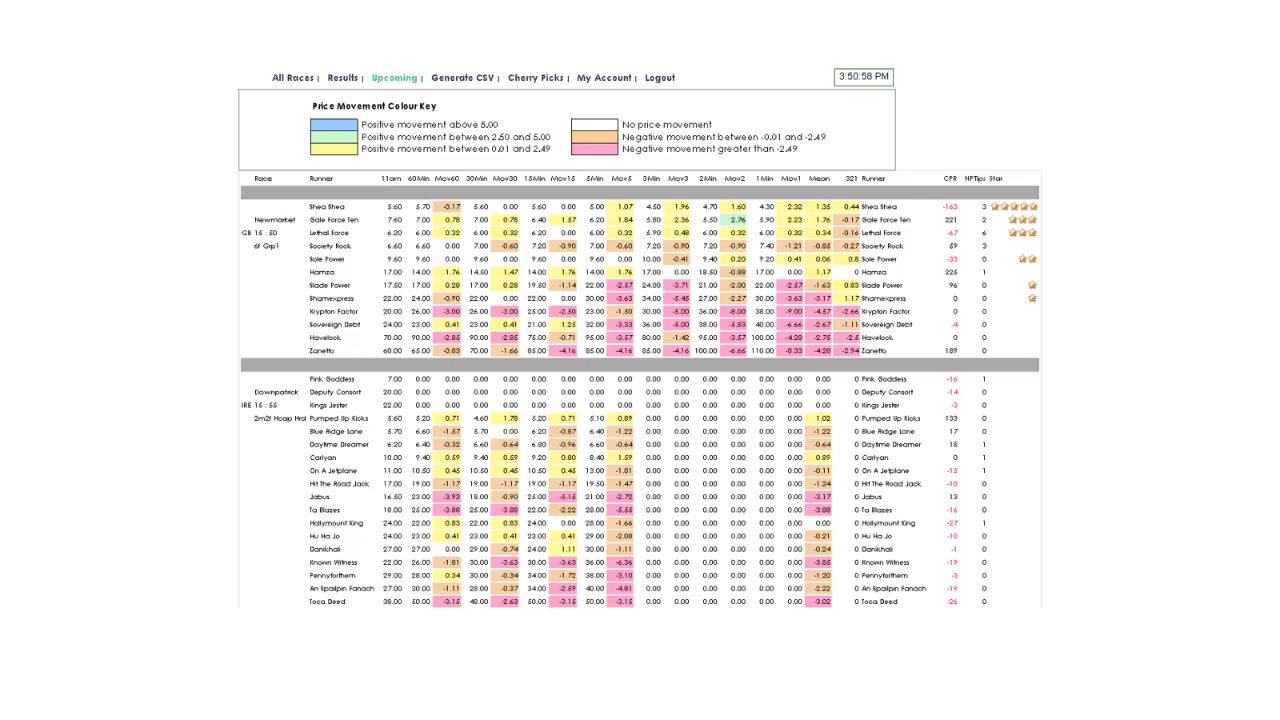 All Races | Results | Upcoming | Generate CSV | Cherry Picks | My Account | Logout
3:50:58 PM
Price Movement Colour Key
Positive movement above 5.00 No price movement
Positive movement between 2.50 and 5.00 Negative movement between -0.01 and -2.49
Positive movement between 0.01 and 2.49 Negative movement greater than -2.49
Race Runner 11am 60Min Mov60 30Min Mov30 15Min Mov15 5Min Mov5 3Min Mov3 2Min Mov2 1Min Mov1 Mean 321 Runner CPR NPTips Star
Shea Shea 5.60 5.70 -0.17 5.60 0.00 5.60 0.00 5.00 1.07 4.50 1.96 4.70 1.60 4.30 2.32 1.35 0.44 Shea Shea -163 3
Newmarket Gale Force Ten 7.60 7.00 0.78 7.00 0.78 6.40 1.57 6.20 1.84 5.80 2.36 5.50 2.76 5.90 2.23 1.76 -0.17 Gale Force Ten 221 2
GB 15 : 50 Lethal Force 6.20 6.00 0.32 6.00 0.32 6.00 0.32 6.00 0.32 5.90 0.48 6.00 0.32 6.00 0.32 0.34 -0.16 Lethal Force -67 6
6f Grp1 Society Rock 6.60 6.60 0.00 7.00 -0.60 7.20 -0.90 7.00 -0.60 7.20 -0.90 7.20 -0.90 7.40 -1.21 -0.85 -0.27 Society Rock 59 3
Sole Power 9.60 9.60 0.00 9.60 0.00 9.60 0.00 9.60 0.00 10.00 -0.41 9.40 0.20 9.20 0.41 0.06 0.8 Sole Power -33 0
Hamza 17.00 14.00 1.76 14.50 1.47 14.00 1.76 14.00 1.76 17.00 0.00 18.50 -0.88 17.00 0.00 1.17 0 Hamza 225 1
Slade Power 17.50 17.00 0.28 17.00 0.28 19.50 -1.14 22.00 -2.57 24.00 -3.71 21.00 -2.00 22.00 -2.57 -1.63 0.83 Slade Power 96 0
Shamexpress 22.00 24.00 -0.90 22.00 0.00 22.00 0.00 30.00 -3.63 34.00 -5.45 27.00 -2.27 30.00 -3.63 -3.17 1.17 Shamexpress 0 0
Krypton Factor 20.00 26.00 -3.00 26.00 -3.00 25.00 -2.50 23.00 -1.50 30.00 -5.00 36.00 -8.00 38.00 -9.00 -4.57 -2.66 Krypton Factor 0 0
Sovereign Debt 24.00 23.00 0.41 23.00 0.41 21.00 1.25 32.00 -3.33 36.00 -5.00 38.00 -5.83 40.00 -6.66 -2.67 -1.11 Sovereign Debt -4 0
Havelock 70.00 90.00 -2.85 90.00 -2.85 75.00 -0.71 95.00 -3.57 80.00 -1.42 95.00 -3.57 100.00 -4.28 -2.75 -2.5 Havelock 0 0
Zanetto 60.00 65.00 -0.83 70.00 -1.66 85.00 -4.16 85.00 -4.16 85.00 -4.16 100.00 -6.66 110.00 -8.33 -4.28 -2.94 Zanetto 189 0
Pink Goddess 7.00 0.00 0.00 0.00 0.00 0.00 0.00 0.00 0.00 0.00 0.00 0.00 0.00 0.00 0.00 0.00 0 Pink Goddess -16 1
Downpatrick Deputy Consort 20.00 0.00 0.00 0.00 0.00 0.00 0.00 0.00 0.00 0.00 0.00 0.00 0.00 0.00 0.00 0.00 0 Deputy Consort -14 0
IRE 15 : 55 Kings Jester 22.00 0.00 0.00 0.00 0.00 0.00 0.00 0.00 0.00 0.00 0.00 0.00 0.00 0.00 0.00 0.00 0 Kings Jester -3 0
2m2f Hcap Hrd Pumped Up Kicks 5.60 5.20 0.71 4.60 1.78 5.20 0.71 5.10 0.89 0.00 0.00 0.00 0.00 0.00 0.00 1.02 0 Pumped Up Kicks 133 0
Blue Ridge Lane 5.70 6.60 -1.57 5.70 0.00 6.20 -0.87 6.40 -1.22 0.00 0.00 0.00 0.00 0.00 0.00 -1.22 0 Blue Ridge Lane 17 0
Daytime Dreamer 6.20 6.40 -0.32 6.60 -0.64 6.80 -0.96 6.60 -0.64 0.00 0.00 0.00 0.00 0.00 0.00 -0.64 0 Daytime Dreamer 18 1
Carlyan 10.00 9.40 0.59 9.40 0.59 9.20 0.80 8.40 1.59 0.00 0.00 0.00 0.00 0.00 0.00 0.89 0 Carlyan 0 1
On A Jetplane 11.00 10.50 0.45 10.50 0.45 10.50 0.45 13.00 -1.81 0.00 0.00 0.00 0.00 0.00 0.00 -0.11 0 On A Jetplane -15 1
Hit The Road Jack 17.00 19.00 -1.17 19.00 -1.17 19.00 -1.17 19.50 -1.47 0.00 0.00 0.00 0.00 0.00 0.00 -1.24 0 Hit The Road Jack -10 0
Jabus 16.50 23.00 -3.93 18.00 -0.90 25.00 -5.15 21.00 -2.72 0.00 0.00 0.00 0.00 0.00 0.00 -3.17 0 Jabus 13 0
Ta Blazes 18.00 25.00 -3.88 25.00 -3.88 22.00 -2.22 28.00 -5.55 0.00 0.00 0.00 0.00 0.00 0.00 -3.88 0 Ta Blazes -16 0
Hollymount King 24.00 22.00 0.83 22.00 0.83 24.00 0.00 28.00 -1.66 0.00 0.00 0.00 0.00 0.00 0.00 0.00 0 Hollymount King -27 1
Hu Ha Jo 24.00 23.00 0.41 23.00 0.41 23.00 0.41 29.00 -2.08 0.00 0.00 0.00 0.00 0.00 0.00 -0.21 0 Hu Ha Jo -10 0
Danikhali 27.00 27.00 0.00 29.00 -0.74 24.00 1.11 30.00 -1.11 0.00 0.00 0.00 0.00 0.00 0.00 -0.24 0 Danikhali -1 0
Known Witness 22.00 26.00 -1.81 30.00 -3.63 30.00 -3.63 36.00 -6.36 0.00 0.00 0.00 0.00 0.00 0.00 -3.85 0 Known Witness -19 0
Pennyforthem 29.00 28.00 0.34 30.00 -0.34 34.00 -1.72 38.00 -3.10 0.00 0.00 0.00 0.00 0.00 0.00 -1.20 0 Pennyforthem -3 0
An Spailpin Fanach 27.00 30.00 -1.11 28.00 -0.37 34.00 -2.59 40.00 -4.81 0.00 0.00 0.00 0.00 0.00 0.00 -2.22 0 An Spailpin Fanach -19 0
Toca Deed 38.00 50.00 -3.15 48.00 -2.63 50.00 -3.15 50.00 -3.15 0.00 0.00 0.00 0.00 0.00 0.00 -3.02 0 Toca Deed -26 0